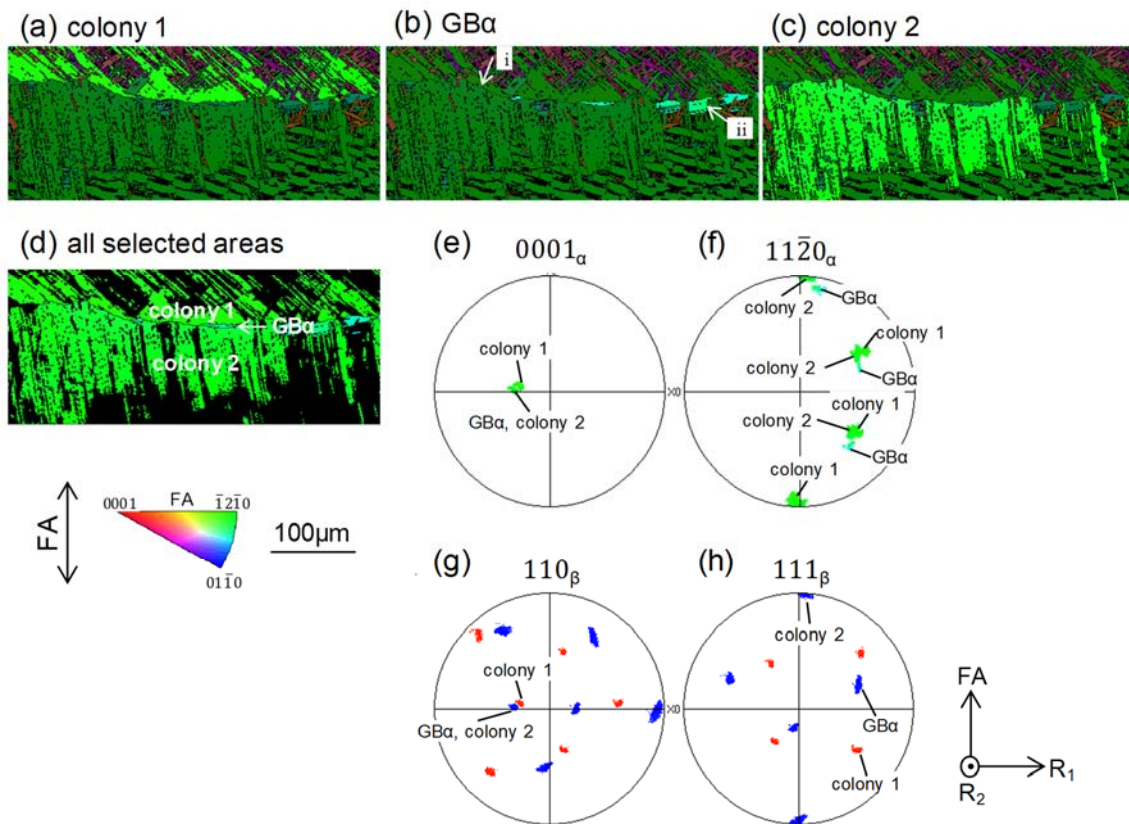 (a) colony 1
(b) GBα
(c) colony 2
i
ii
(d) all selected areas
colony 1
GBα
colony 2
(e) 0001α
colony 1
GBα, colony 2
X0
(f) 112̅0α
colony 2
GBα
colony 1
colony 2
GBα
colony 1
colony 2
GBα
colony 1
FA
0001
FA
1̅21̅0
011̅0
100μm
(g) 110β
colony 1
GBα, colony 2
X0
(h) 111β
colony 2
GBα
colony 1
FA
R1
R2